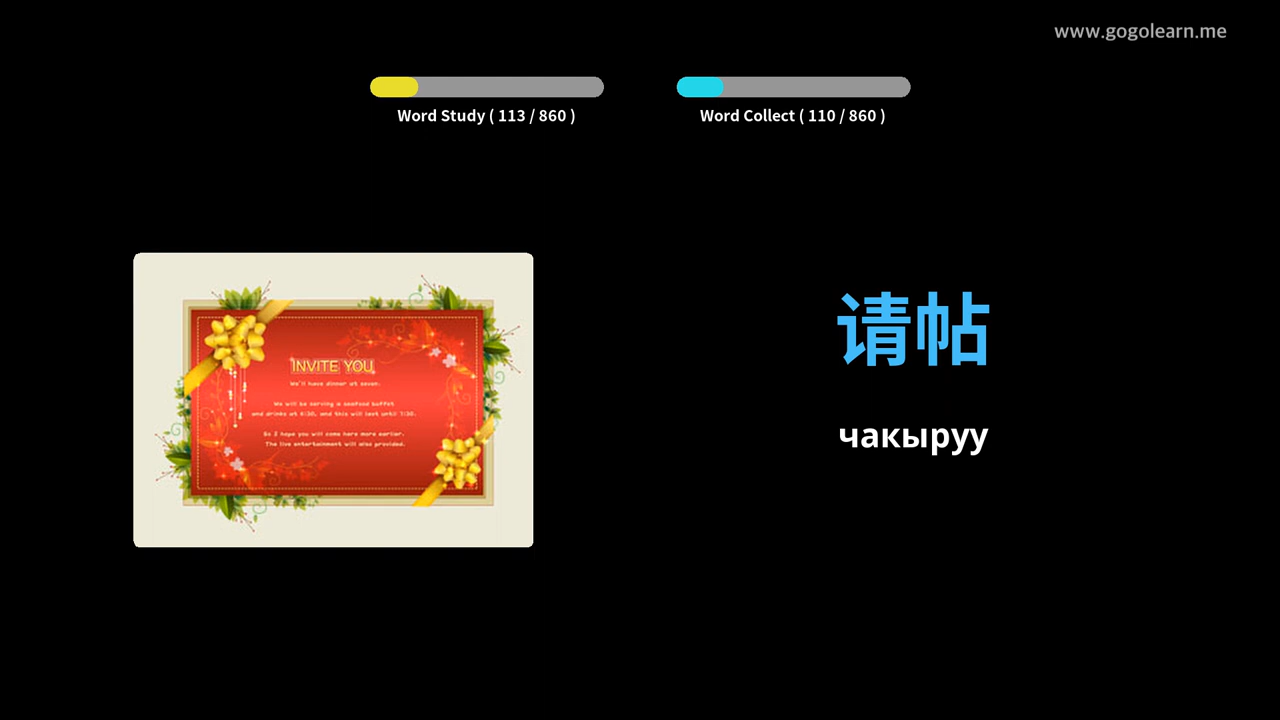 www.gogolearn.me
Word Study ( 113 / 860 )
Word Collect ( 110 / 860 )
INVITE YOU
We'll have dinner at seven.
We will be serving a seafood buffet
and drinks at 6:30, and this will last until 7:30.
So I hope you will come here more earlier.
The live entertainment will also provided.
请帖
чакыруу